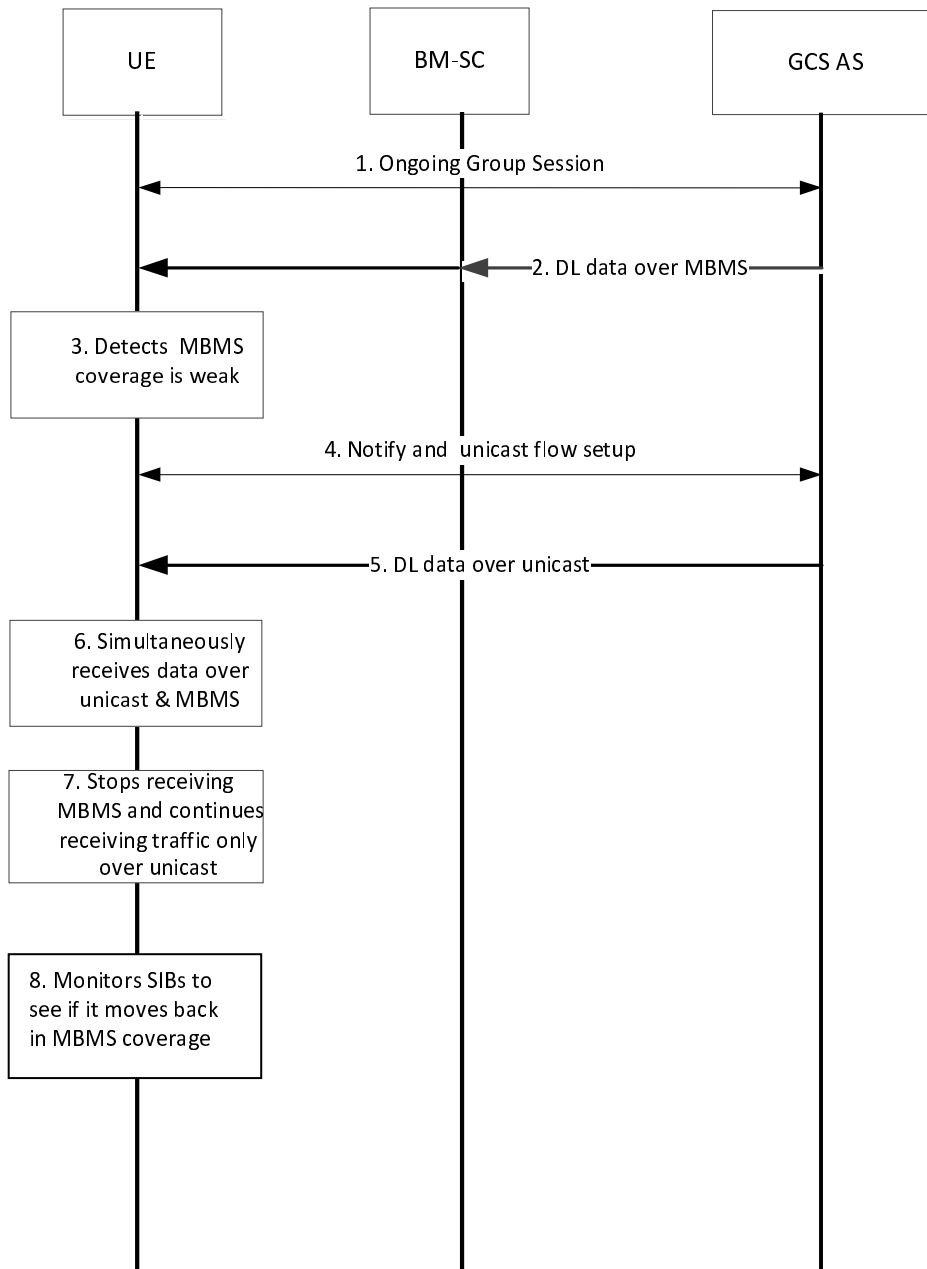 UE
BM-SC
GCS AS
1. Ongoing Group Session
2. DL data over MBMS
3. Detects MBMS
coverage is weak
4. Notify and unicast flow setup
5. DL data over unicast
6. Simultaneously
receives data over
unicast & MBMS
7. Stops receiving
MBMS and continues
receiving traffic only
over unicast
8. Monitors SIBs to
see if it moves back
in MBMS coverage